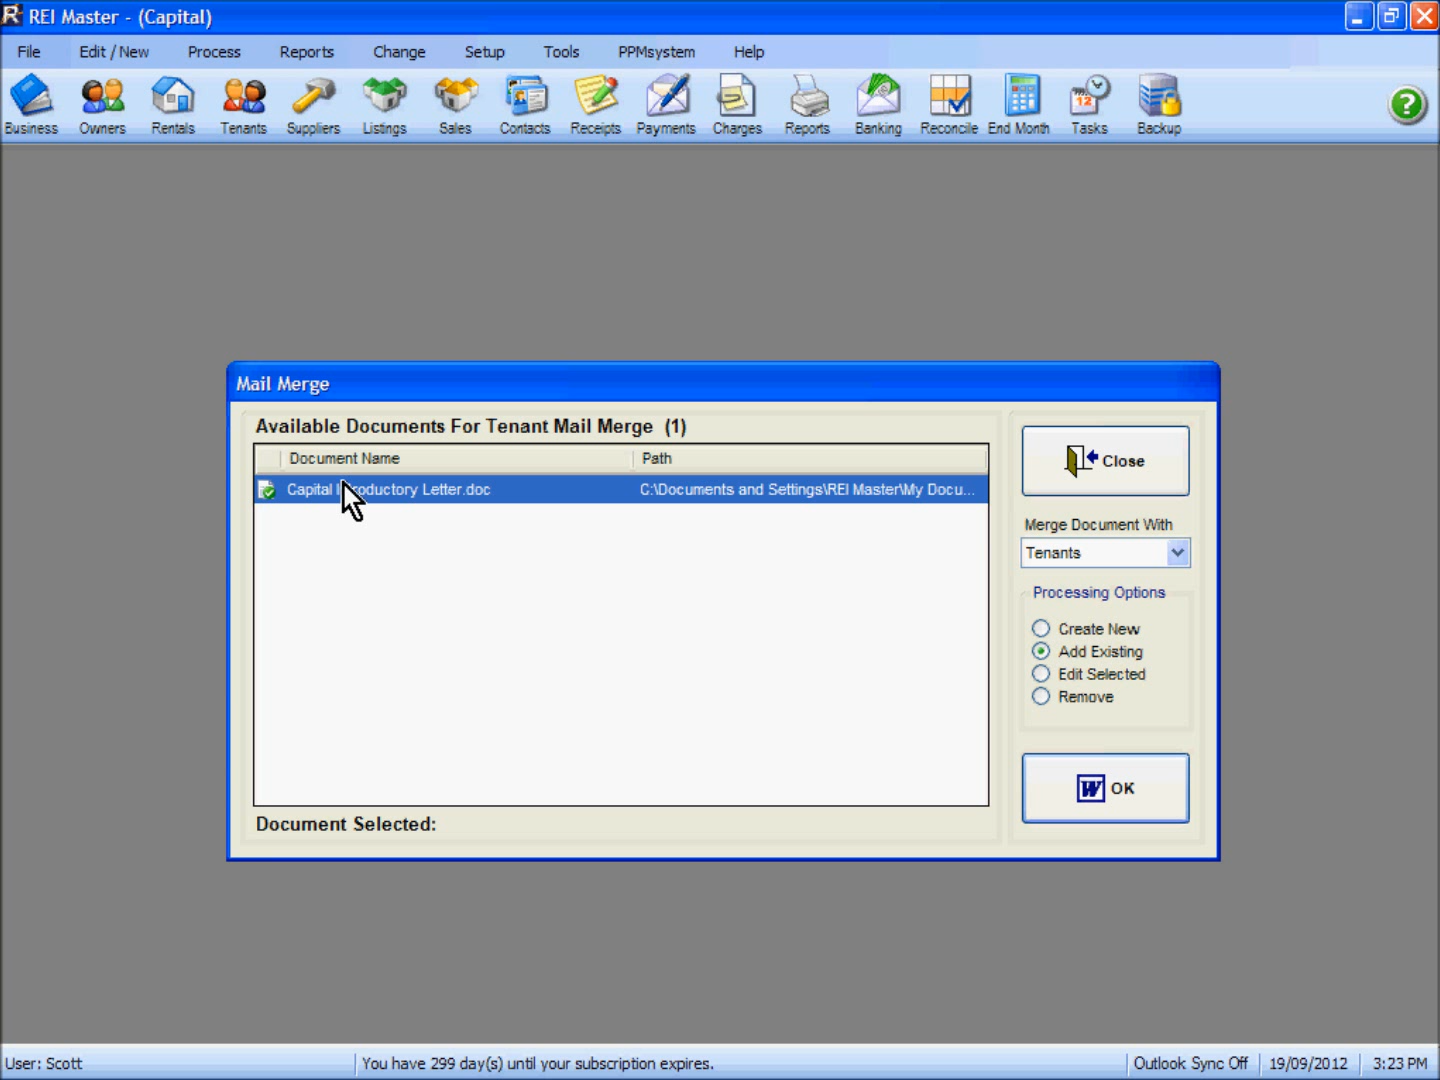 REI Master - (Capital)
File Edit / New Process Reports Change Setup Tools PPMsystem Help
Business Owners Rentals Tenants Suppliers Listings Sales Contacts Receipts Payments Charges Reports Banking Reconcile End Month Tasks Backup
Mail Merge
Available Documents For Tenant Mail Merge (1)
Document Name Path
Capital Letter.doc C:\Documents and Settings\REI Master\My Docu...
Close
Merge Document With
Tenants
Processing Options
Create New
Add Existing
Edit Selected
Remove
W OK
Document Selected:
User: Scott You have 299 day(s) until your subscription expires. Outlook Sync Off 19/09/2012 3:23 PM